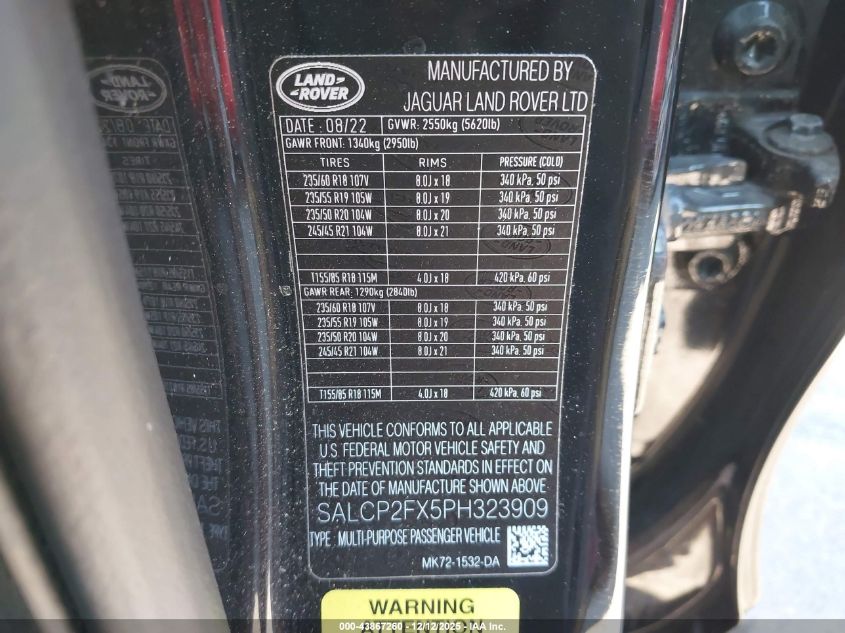 LAND ROVER
MANUFACTURED BY
JAGUAR LAND ROVER LTD
DATE : 08/22 GVWR: 2550kg (5620lb)
GAWR FRONT: 1340kg (2950lb)
TIRES RIMS PRESSURE (COLD)
235/60 R18 107V 8.0J x 18 340 kPa, 50 psi
235/55 R19 105W 8.0J x 19 340 kPa, 50 psi
235/50 R20 104W 8.0J x 20 340 kPa, 50 psi
245/45 R21 104W 8.0J x 21 340 kPa, 50 psi
T155/85 R18 115M 4.0J x 18 420 kPa, 60 psi
GAWR REAR: 1290kg (2840lb)
235/60 R18 107V 8.0J x 18 340 kPa, 50 psi
235/55 R19 105W 8.0J x 19 340 kPa, 50 psi
235/50 R20 104W 8.0J x 20 340 kPa, 50 psi
245/45 R21 104W 8.0J x 21 340 kPa, 50 psi
T155/85 R18 115M 4.0J x 18 420 kPa, 60 psi
THIS VEHICLE CONFORMS TO ALL APPLICABLE
U.S. FEDERAL MOTOR VEHICLE SAFETY AND
THEFT PREVENTION STANDARDS IN EFFECT ON
THE DATE OF MANUFACTURE SHOWN ABOVE.
SALCP2FX5PH323909
TYPE : MULTI-PURPOSE PASSENGER VEHICLE
MK72-1532-DA
WARNING
000-43867260 - 12/12/2025 - IAA Inc.